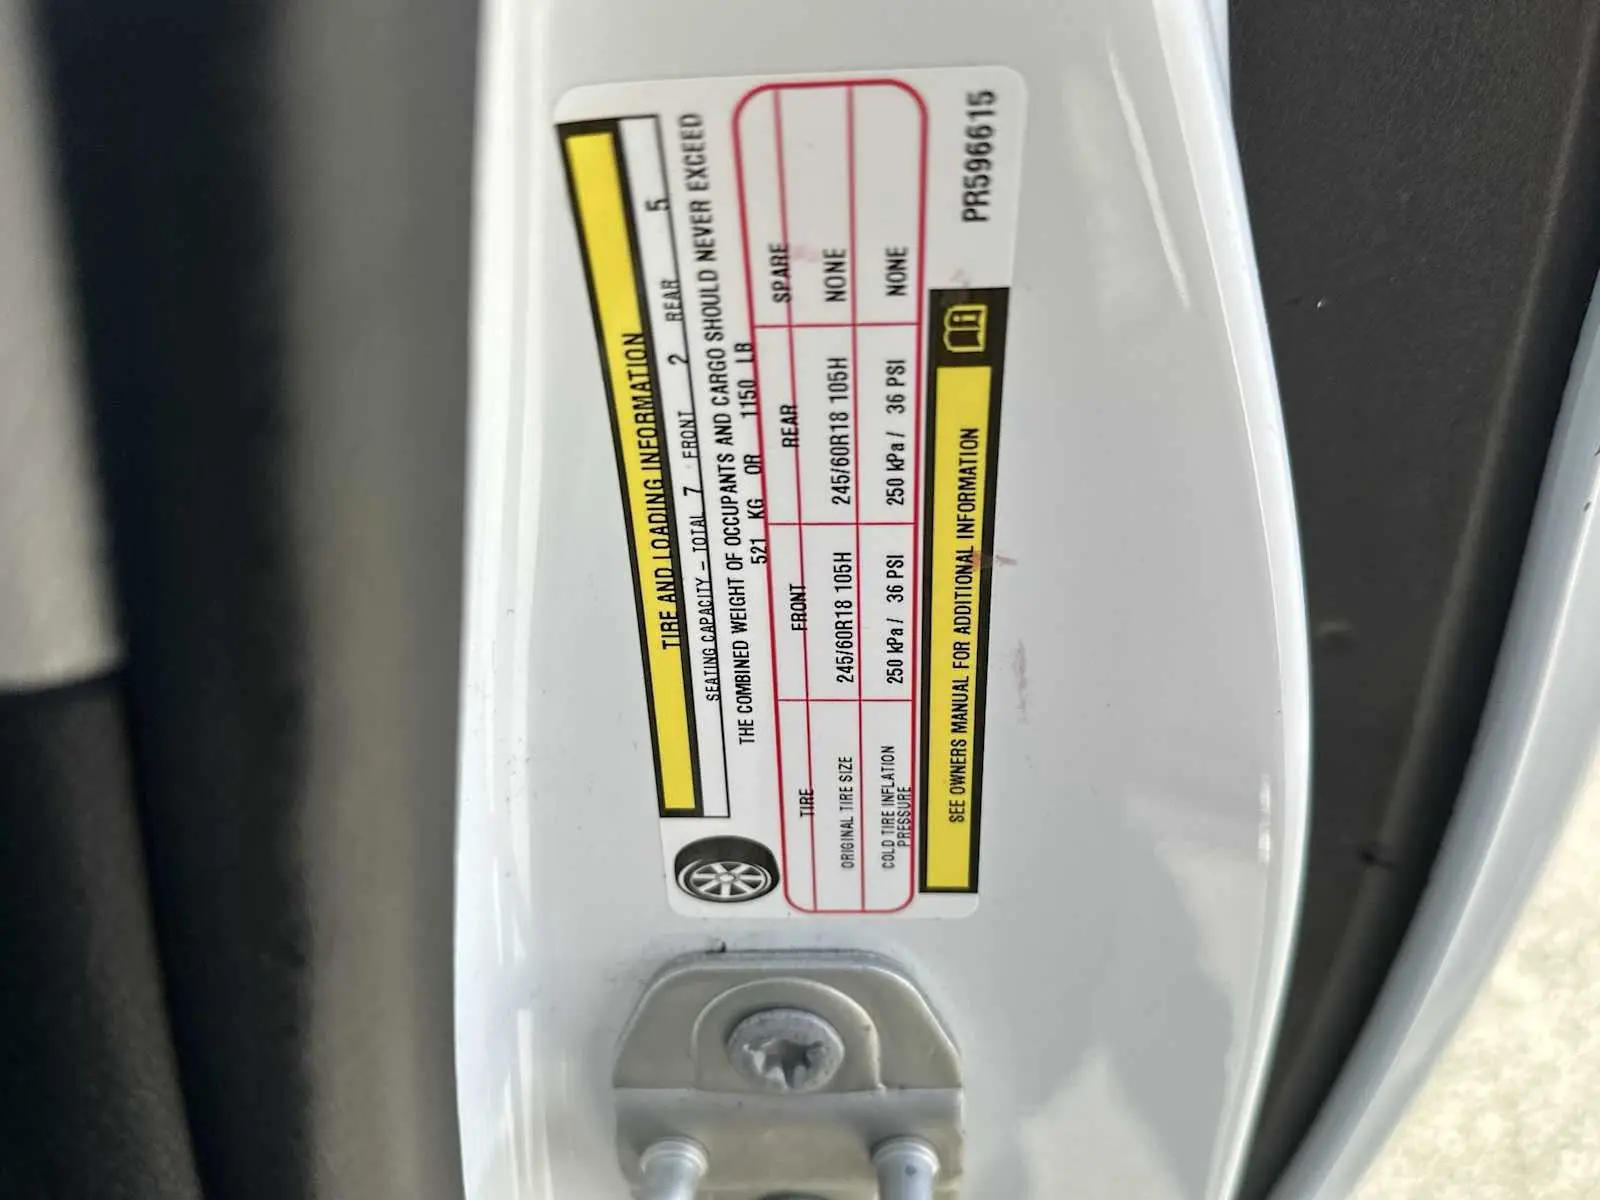 TIRE AND LOADING INFORMATION
SEATING CAPACITY - TOTAL 7 FRONT 2 REAR 5
THE COMBINED WEIGHT OF OCCUPANTS AND CARGO SHOULD NEVER EXCEED
521 KG OR 1150 LB
TIRE FRONT REAR SPARE
ORIGINAL TIRE SIZE 245/60R18 105H 245/60R18 105H NONE
COLD TIRE INFLATION PRESSURE 250 kPa / 36 PSI 250 kPa / 36 PSI NONE
SEE OWNERS MANUAL FOR ADDITIONAL INFORMATION
PR596615